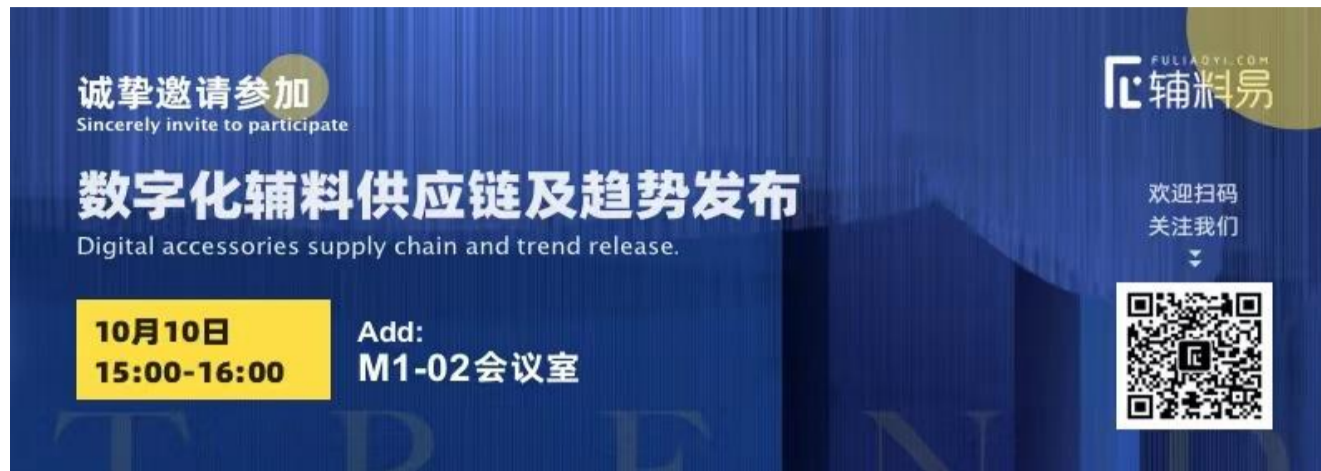 诚挚邀请参加
Sincerely invite to participate
数字化辅料供应链及趋势发布
Digital accessories supply chain and trend release.
10月10日
15:00-16:00
Add:
M1-02会议室
FULIAOYI.COM
辅料易
欢迎扫码
关注我们
TREND